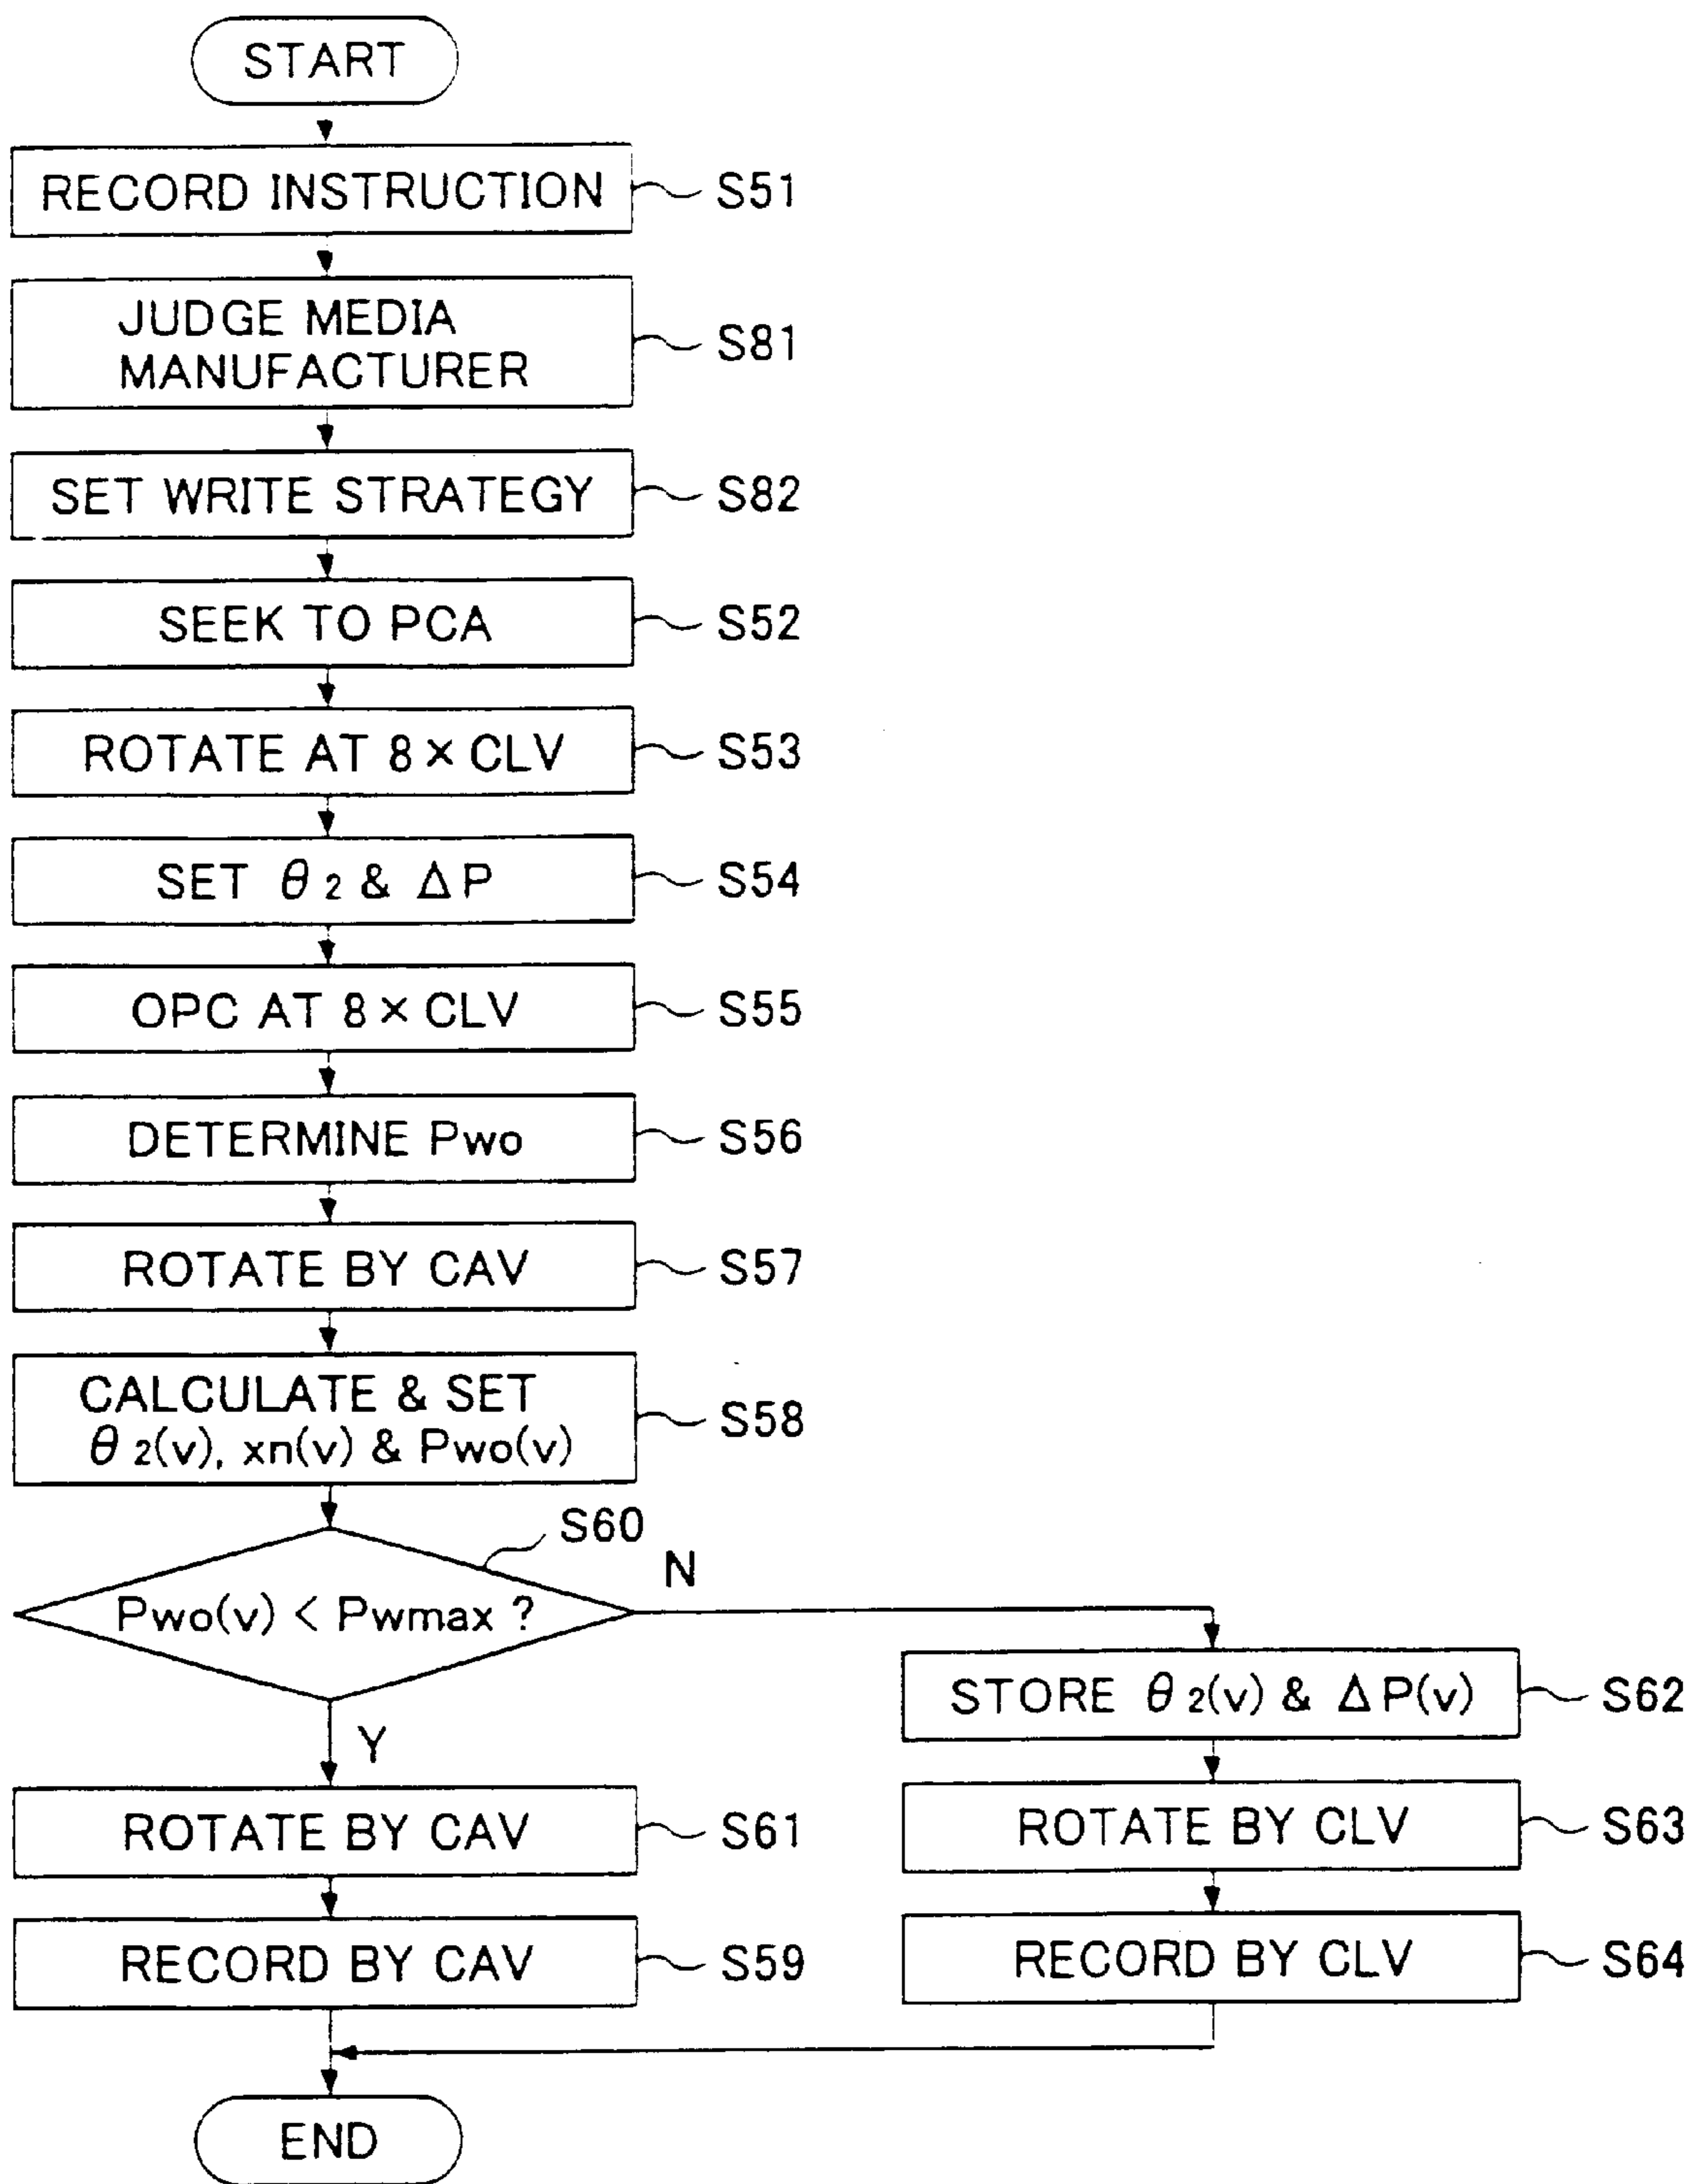 START
RECORD INSTRUCTION
S51
JUDGE MEDIA
MANUFACTURER
S81
SET WRITE STRATEGY
S82
SEEK TO PCA
S52
ROTATE AT 8 × CLV
S53
SET θ2 & ΔP
S54
OPC AT 8 × CLV
S55
DETERMINE Pwo
S56
ROTATE BY CAV
S57
CALCULATE & SET
θ2(v), xn(v) & Pwo(v)
S58
S60
Pwo(v) < Pwmax ?
N
Y
STORE θ2(v) & ΔP(v)
S62
ROTATE BY CAV
S61
ROTATE BY CLV
S63
RECORD BY CAV
S59
RECORD BY CLV
S64
END